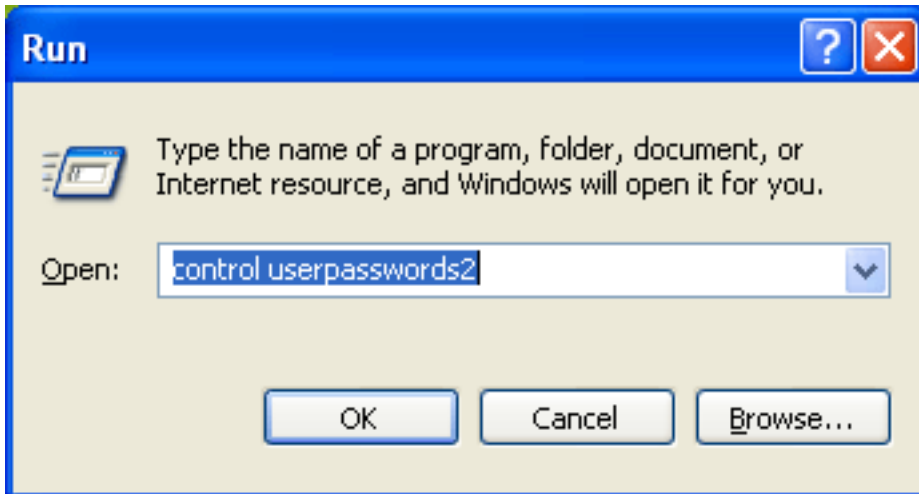 Run
Type the name of a program, folder, document, or
Internet resource, and Windows will open it for you.
Open: control userpasswords2
OK Cancel Browse...